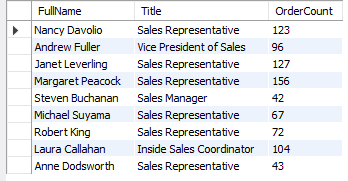 FullName Title OrderCount
Nancy Davolio Sales Representative 123
Andrew Fuller Vice President of Sales 96
Janet Leverling Sales Representative 127
Margaret Peacock Sales Representative 156
Steven Buchanan Sales Manager 42
Michael Suyama Sales Representative 67
Robert King Sales Representative 72
Laura Callahan Inside Sales Coordinator 104
Anne Dodsworth Sales Representative 43